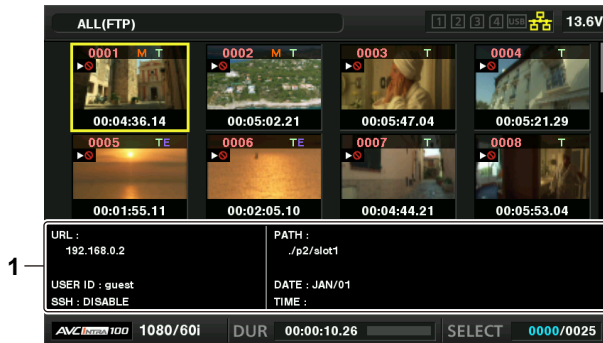 ALL(FTP) 1 2 3 4 USB 13.6V
0001 M T 0002 M T 0003 T 0004 T
00:04:36.14 00:05:02.21 00:05:47.04 00:05:21.29
0005 TE 0006 TE 0007 T 0008 T
00:01:55.11 00:02:05.10 00:04:44.21 00:05:53.04
1
URL : PATH :
192.168.0.2 ./p2/slot1
USER ID : guest DATE : JAN/01
SSH : DISABLE TIME :
AVC INTRA 100 1080/60i DUR 00:00:10.26 SELECT 0000/0025